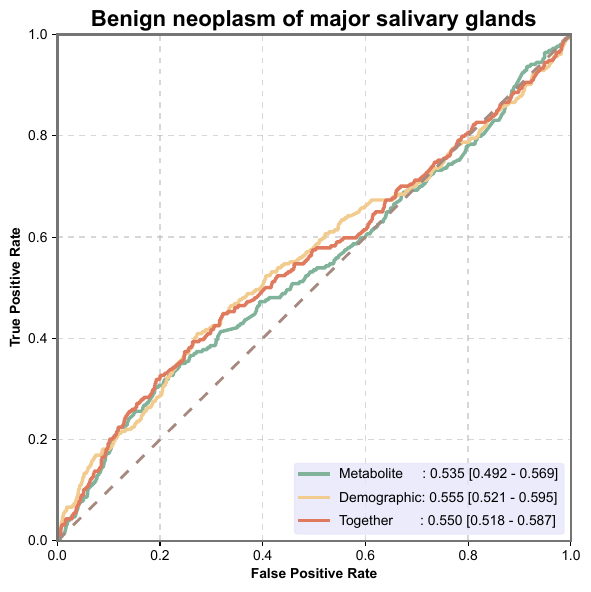 Benign neoplasm of major salivary glands
1.0
0.8
0.6
0.4
0.2
0.0
True Positive Rate
Metabolite : 0.535 [0.492 - 0.569]
Demographic: 0.555 [0.521 - 0.595]
Together : 0.550 [0.518 - 0.587]
0.0 0.2 0.4 0.6 0.8 1.0
False Positive Rate